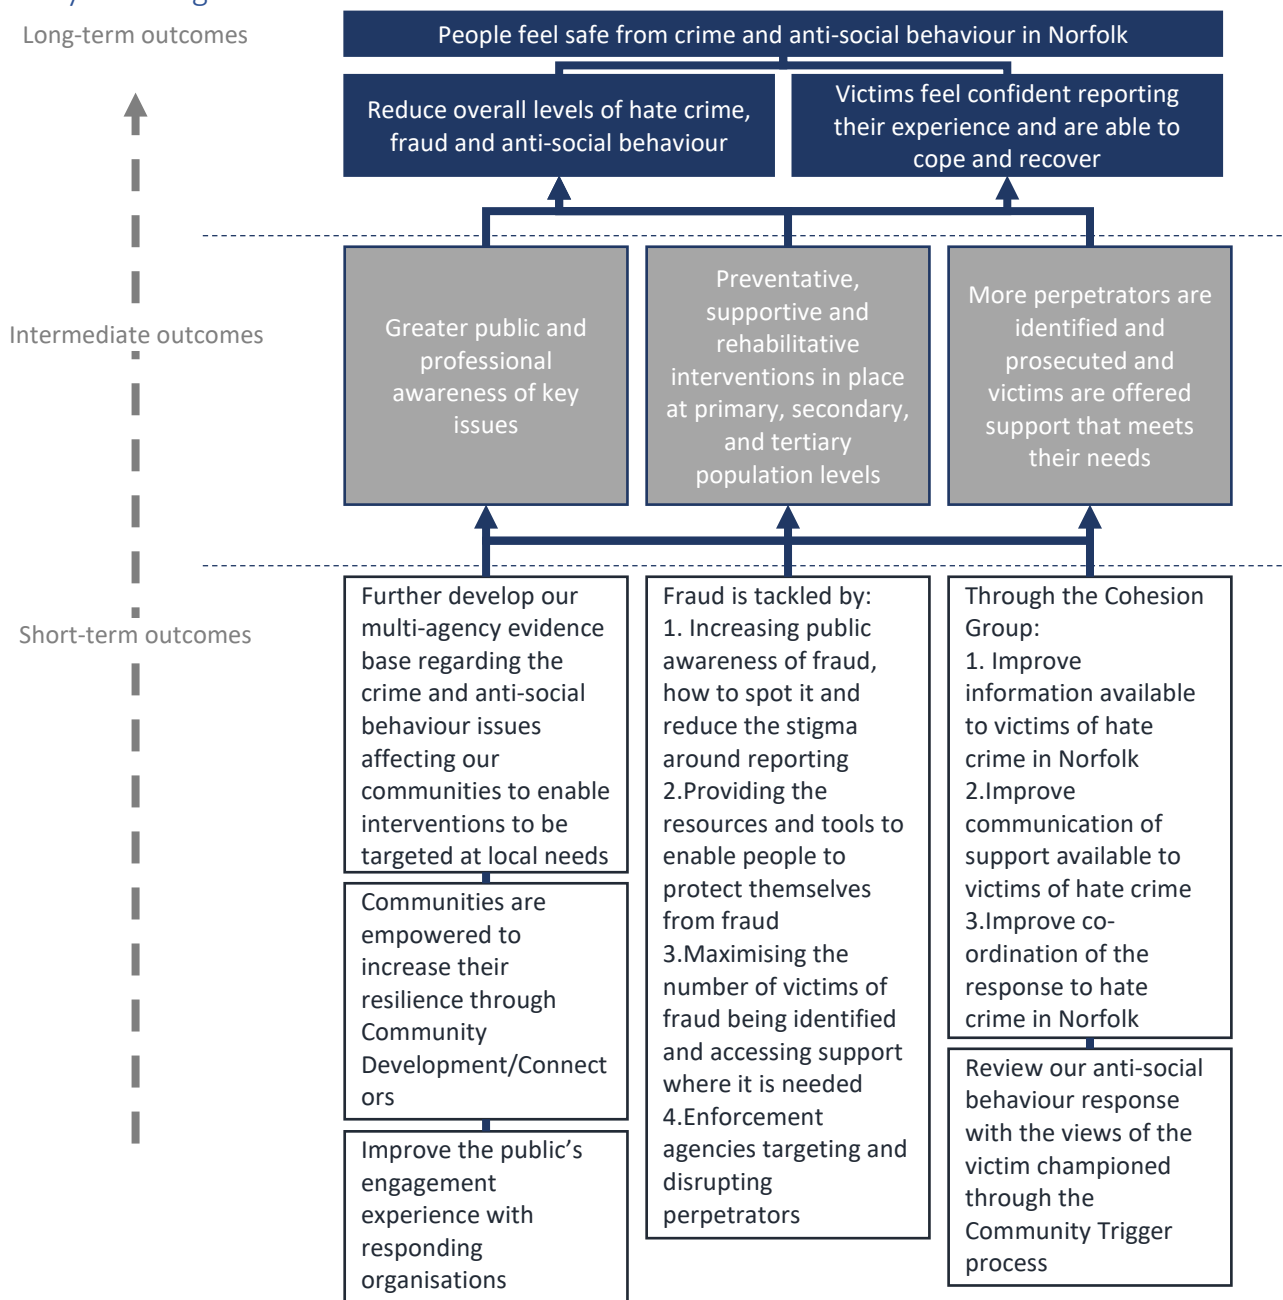 Long-term outcomes
People feel safe from crime and anti-social behaviour in Norfolk
Reduce overall levels of hate crime,
fraud and anti-social behaviour
Victims feel confident reporting
their experience and are able to
cope and recover
Intermediate outcomes
Greater public and
professional
awareness of key
issues
Preventative,
supportive and
rehabilitative
interventions in place
at primary, secondary,
and tertiary
population levels
More perpetrators are
identified and
prosecuted and
victims are offered
support that meets
their needs
Short-term outcomes
Further develop our
multi-agency evidence
base regarding the
crime and anti-social
behaviour issues
affecting our
communities to enable
interventions to be
targeted at local needs
Communities are
empowered to
increase their
resilience through
Community
Development/Connect
ors
Improve the public’s
engagement
experience with
responding
organisations
Fraud is tackled by:
1. Increasing public
awareness of fraud,
how to spot it and
reduce the stigma
around reporting
2.Providing the
resources and tools to
enable people to
protect themselves
from fraud
3.Maximising the
number of victims of
fraud being identified
and accessing support
where it is needed
4.Enforcement
agencies targeting and
disrupting
perpetrators
Through the Cohesion
Group:
1. Improve
information available
to victims of hate
crime in Norfolk
2.Improve
communication of
support available to
victims of hate crime
3.Improve co-
ordination of the
response to hate
crime in Norfolk
Review our anti-social
behaviour response
with the views of the
victim championed
through the
Community Trigger
process